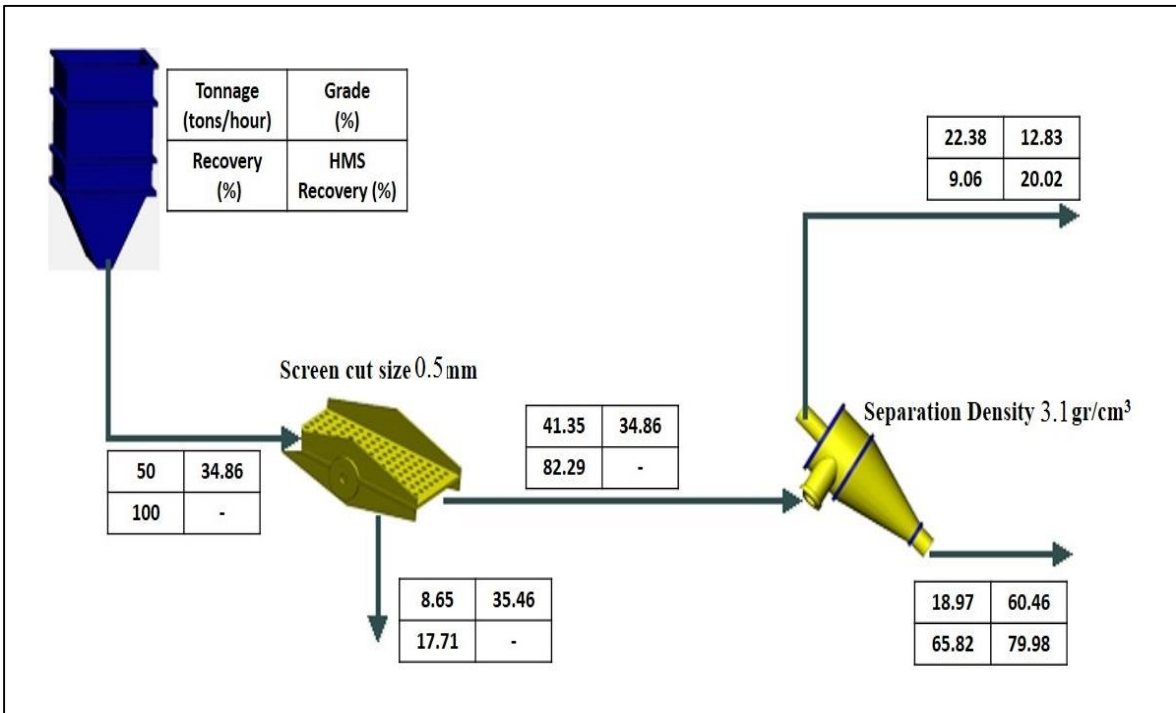 Tonnage
(tons/hour)
Grade
(%)
Recovery
(%)
HMS
Recovery (%)
22.38 12.83
9.06 20.02
Screen cut size 0.5mm
Separation Density 3.1gr/cm³
41.35 34.86
82.29 -
50 34.86
100 -
8.65 35.46
17.71 -
18.97 60.46
65.82 79.98